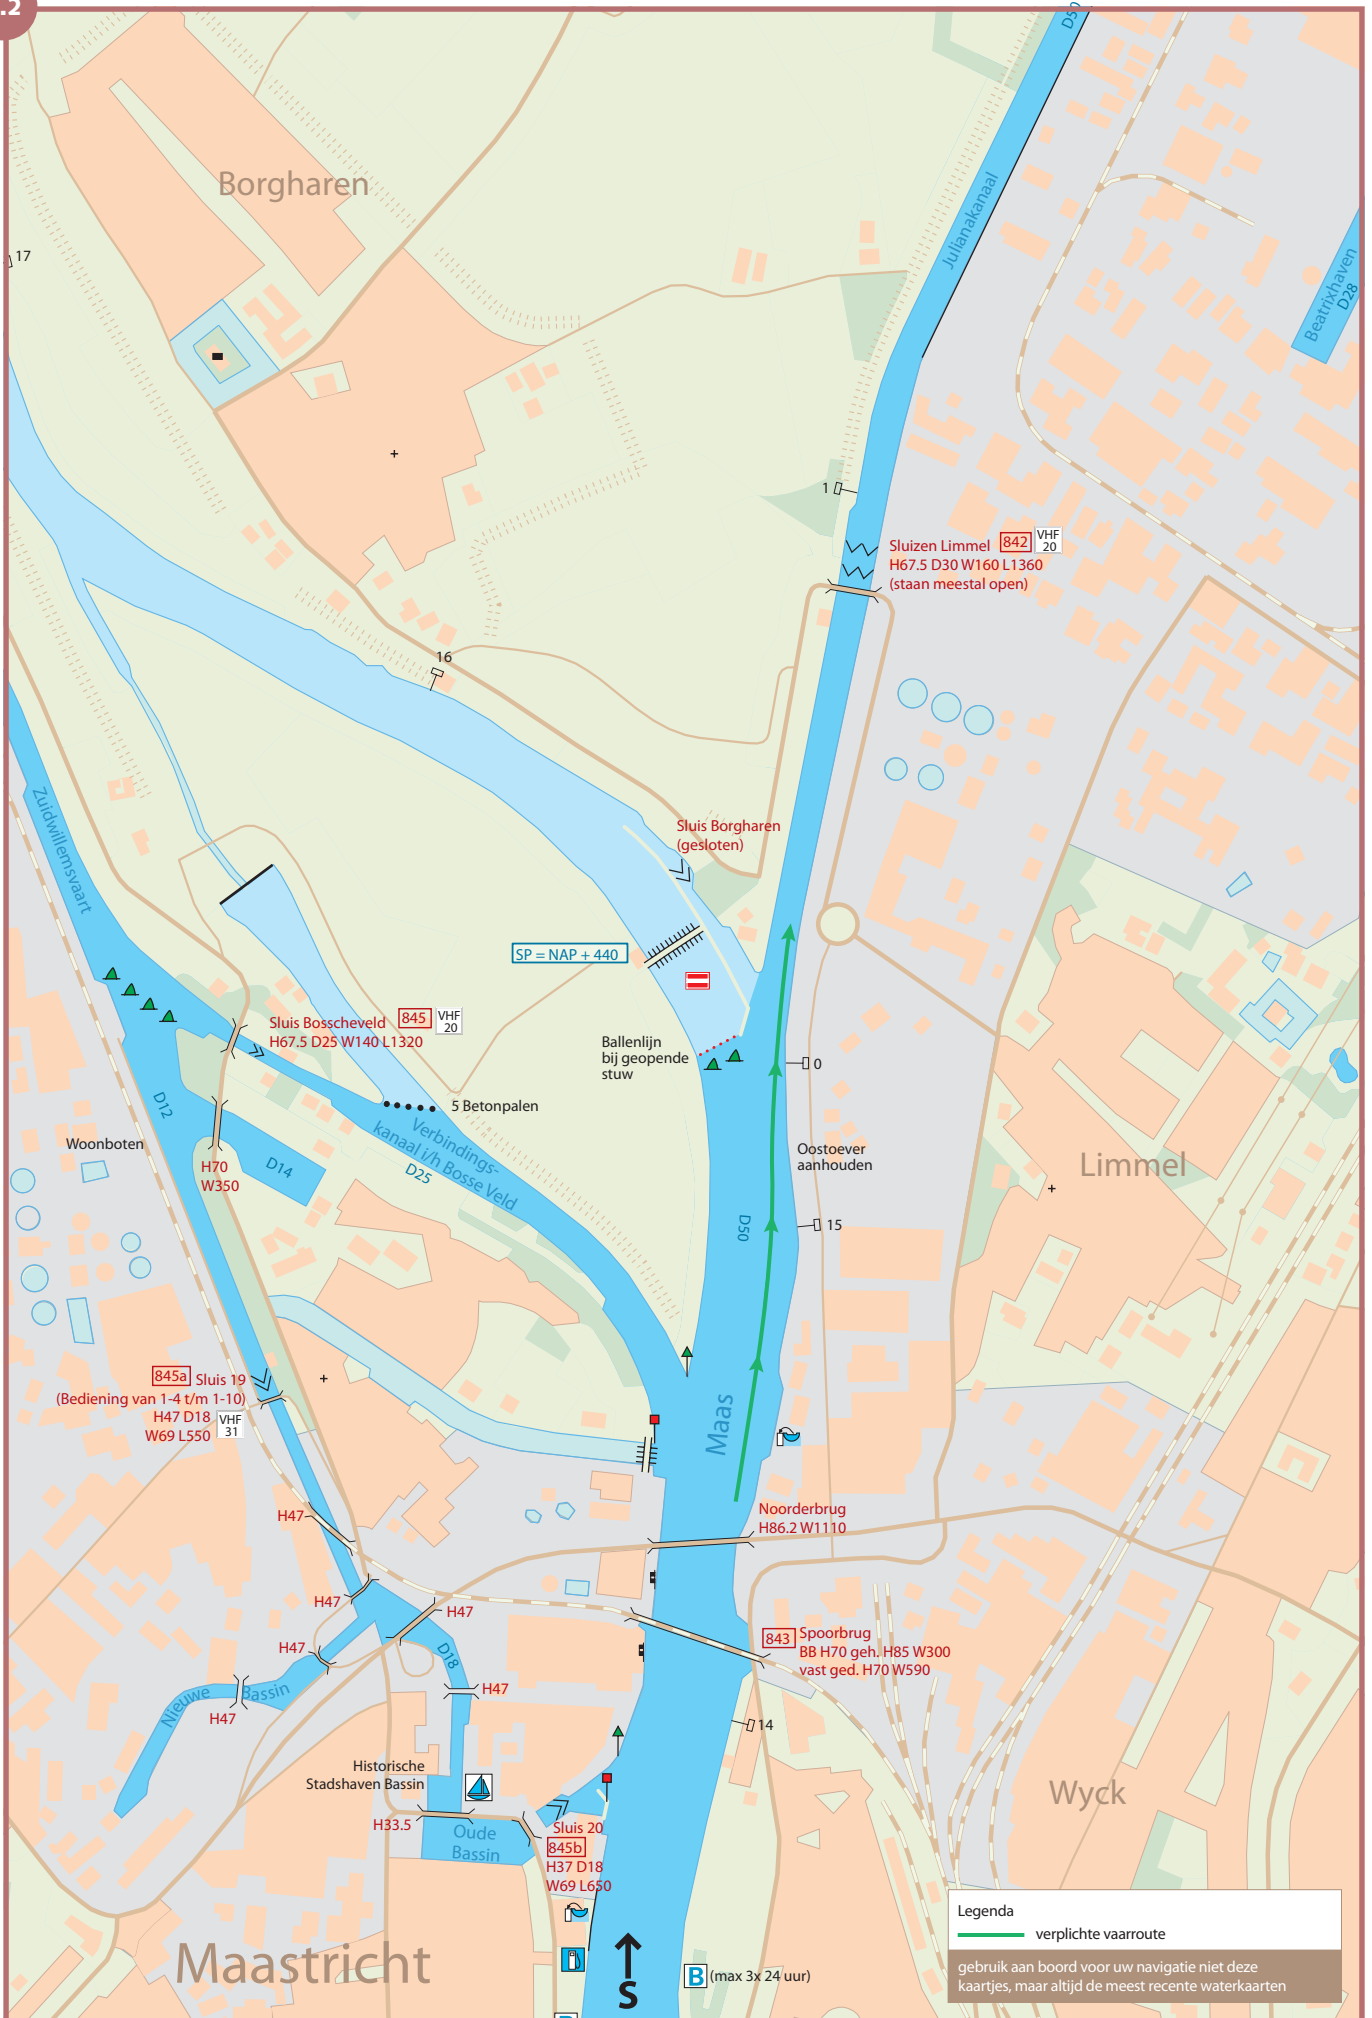 .2
D50
Julianakanaal
Borgharen
17
Beatrixhaven
D28
1
Sluizen Limmel 842 VHF 20
H67.5 D30 W160 L1360
(staan meestal open)
16
Zuidwillemsvaart
Sluis Borgharen
(gesloten)
SP = NAP + 440
Sluis Bosscheveld 845 VHF 20
H67.5 D25 W140 L1320
Ballenlijn
bij geopende
stuw
0
D12
5 Betonpalen
Verbindings-
kanaal i/h Bosse Veld
D25
Woonboten
H70
W350
D14
Oostoever
aanhouden
Limmel
D50
15
845a Sluis 19
(Bediening van 1-4 t/m 1-10)
H47 D18
W69 L550
VHF 31
Maas
H47
Noorderbrug
H86.2 W1110
H47
H47
843 Spoorbrug
BB H70 geh. H85 W300
vast ged. H70 W590
H47
D18
H47
Nieuwe Bassin
H47
14
Historische
Stadshaven Bassin
Wyck
H33.5
Oude
Bassin
Sluis 20
845b
H37 D18
W69 L650
Maastricht
S
B (max 3x 24 uur)
Legenda
verplichte vaarroute
gebruik aan boord voor uw navigatie niet deze
kaartjes, maar altijd de meest recente waterkaarten